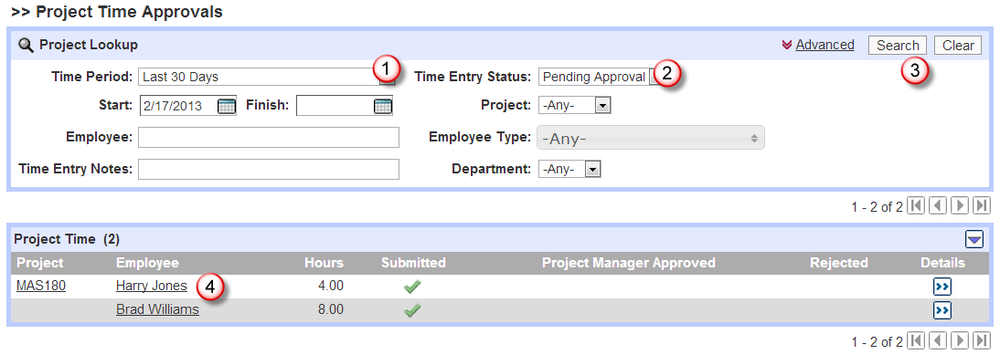 >> Project Time Approvals
Project Lookup Advanced Search Clear
Time Period: Last 30 Days 1 Time Entry Status: Pending Approval 2 3
Start: 2/17/2013 Finish: Project: -Any-
Employee: Employee Type: -Any-
Time Entry Notes: Department: -Any-
1 - 2 of 2
Project Time (2)
Project Employee Hours Submitted Project Manager Approved Rejected Details
MAS180 Harry Jones 4 4.00
Brad Williams 8.00
1 - 2 of 2